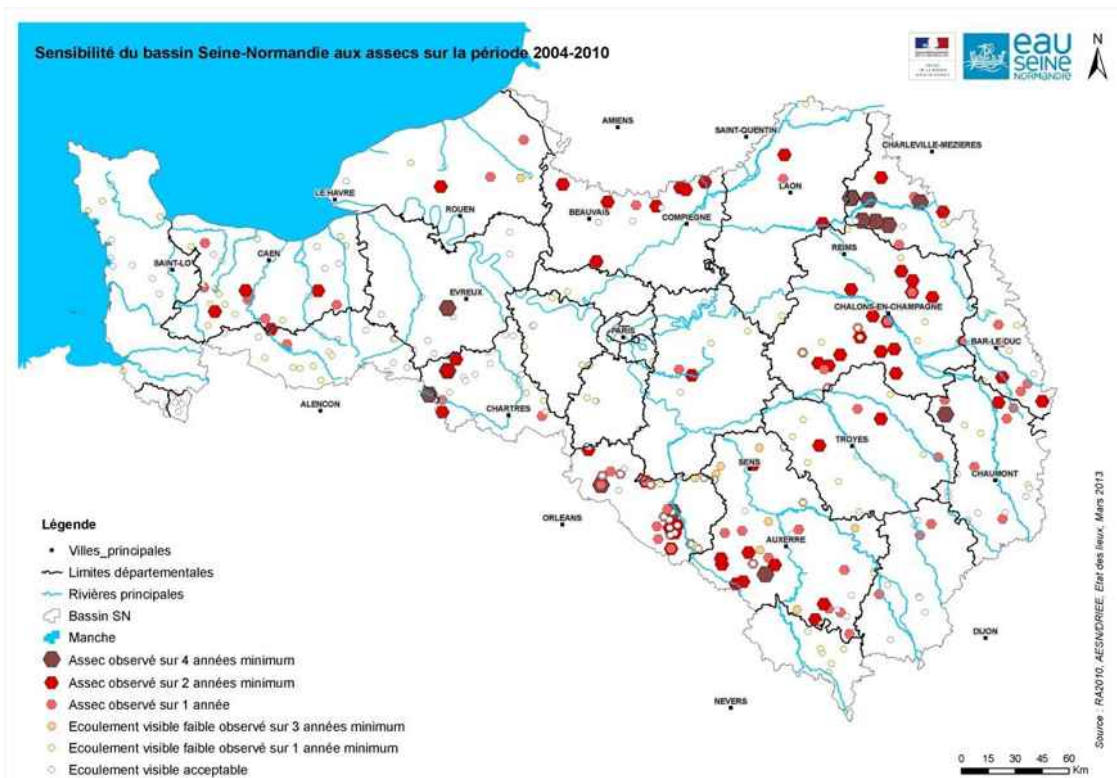 Sensibilité du bassin Seine-Normandie aux assecs sur la période 2004-2010
eau
SEINE
NORMANDIE
N
AMIENS
SAINT-QUENTIN
CHARLEVILLE-MEZIERES
LE HAVRE
ROUEN
BEAUVAIS
COMPIEGNE
LAON
REIMS
SAINT-LO
CAEN
EVREUX
CHALONS-EN-CHAMPAGNE
PARIS
BAR-LE-DUC
ALENCON
CHARTRES
TROYES
SENS
CHAUMONT
ORLEANS
AUXERRE
DIJON
NEVERS
Légende
Villes_principales
Limites départementales
Rivières principales
Bassin SN
Manche
Assec observé sur 4 années minimum
Assec observé sur 2 années minimum
Assec observé sur 1 année
Ecoulement visible faible observé sur 3 années minimum
Ecoulement visible faible observé sur 1 année minimum
Ecoulement visible acceptable
0 15 30 45 60
Km
Source : RA2010, AESN/DRIEE, Etat des lieux, Mars 2013